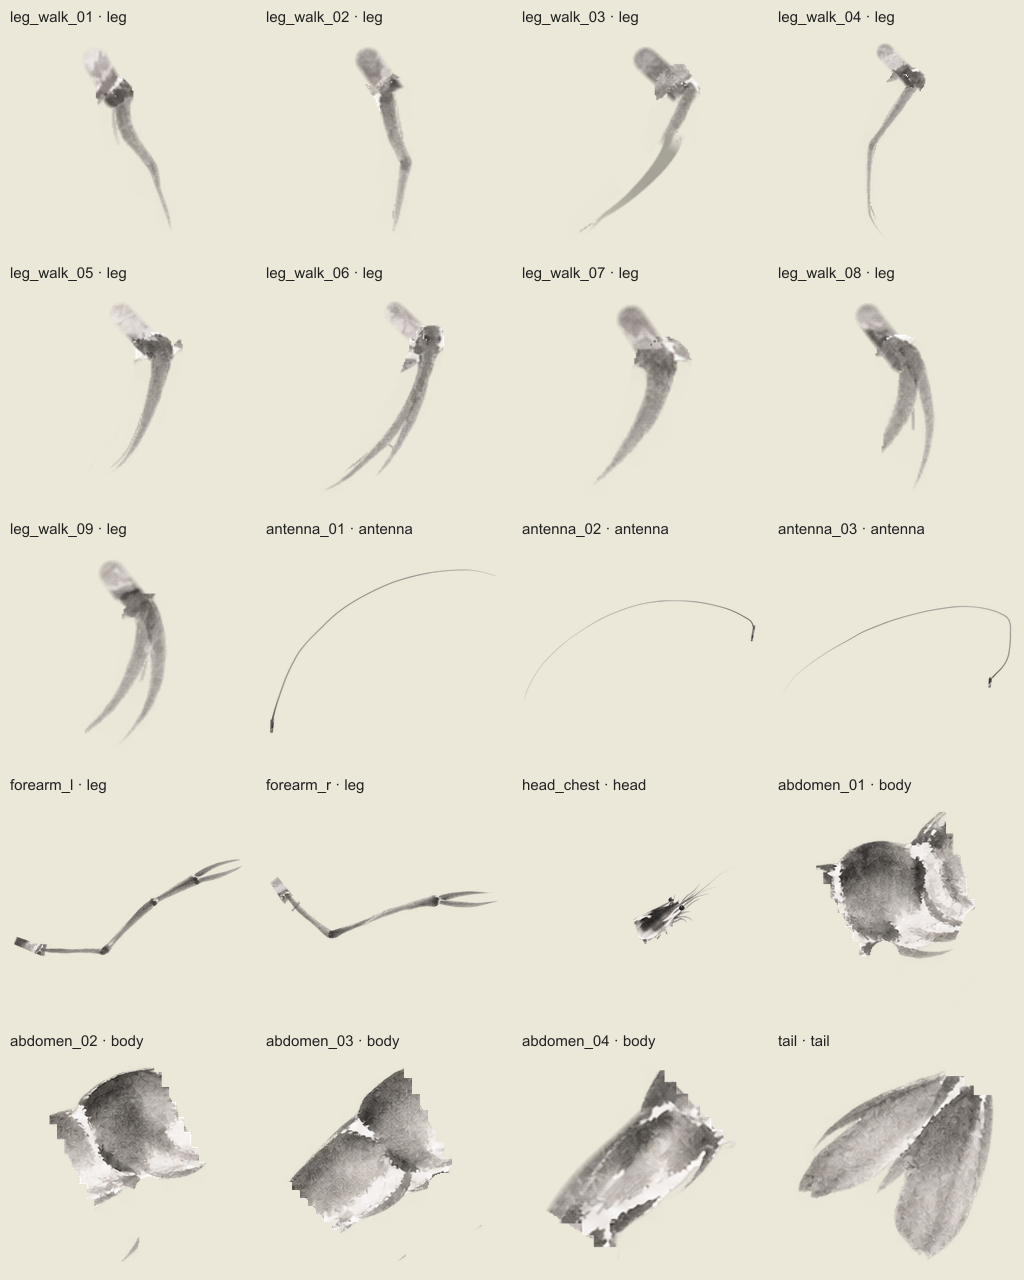 leg_walk_01 · leg
leg_walk_02 · leg
leg_walk_03 · leg
leg_walk_04 · leg
leg_walk_05 · leg
leg_walk_06 · leg
leg_walk_07 · leg
leg_walk_08 · leg
leg_walk_09 · leg
antenna_01 · antenna
antenna_02 · antenna
antenna_03 · antenna
forearm_l · leg
forearm_r · leg
head_chest · head
abdomen_01 · body
abdomen_02 · body
abdomen_03 · body
abdomen_04 · body
tail · tail